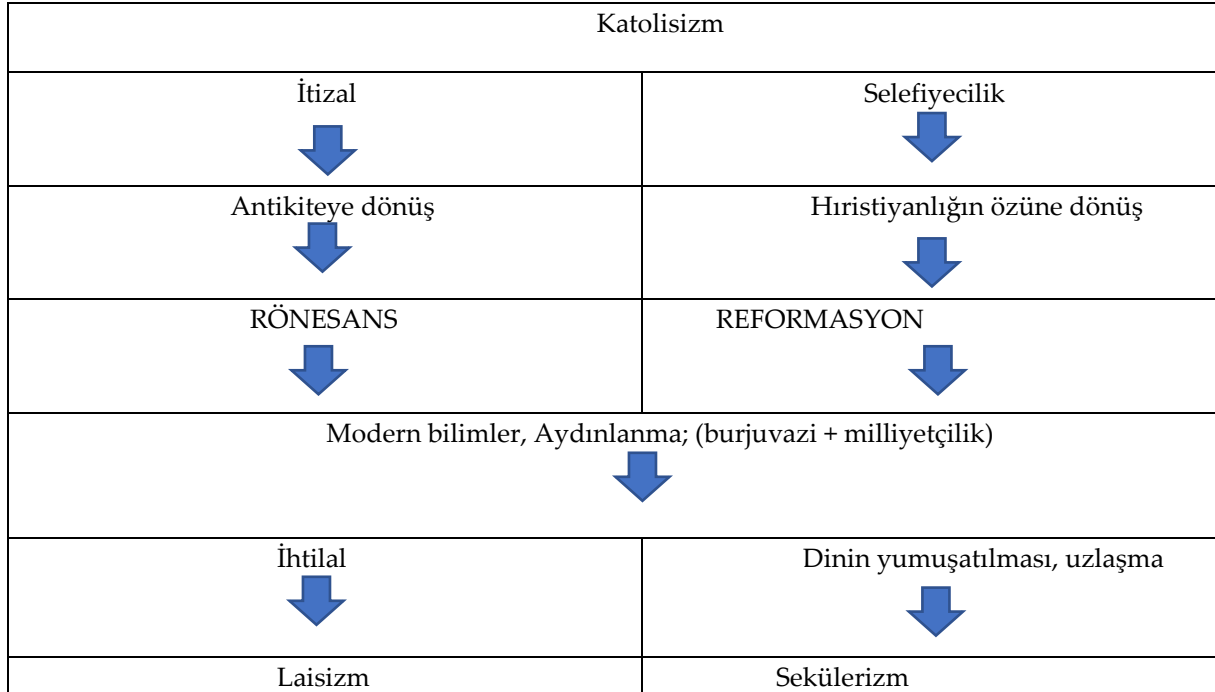 Katolisizm
İtizal
Selefiyecilik
Antikiteye dönüş
Hıristiyanlığın özüne dönüş
RÖNESANS
REFORMASYON
Modern bilimler, Aydınlanma; (burjuvazi + milliyetçilik)
İhtilal
Dinin yumuşatılması, uzlaşma
Laisizm
Sekülerizm